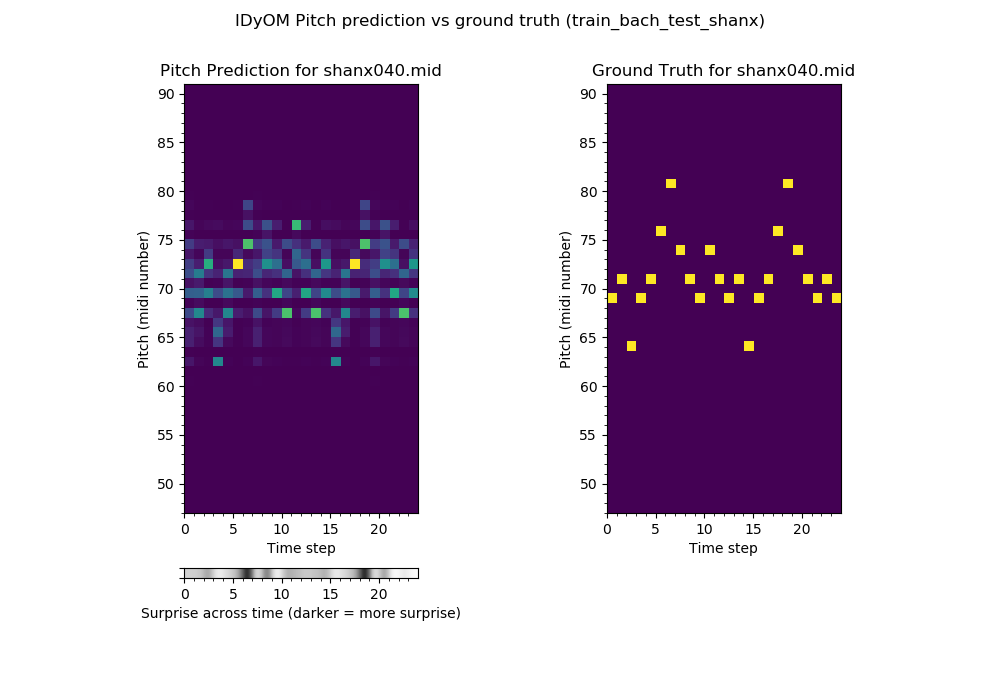 IDyOM Pitch prediction vs ground truth (train_bach_test_shanx)
Pitch Prediction for shanx040.mid
90
85
80
75
70
65
60
55
50
Pitch (midi number)
0 5 10 15 20
Time step
0 5 10 15 20
Surprise across time (darker = more surprise)
Ground Truth for shanx040.mid
90
85
80
75
70
65
60
55
50
Pitch (midi number)
0 5 10 15 20
Time step